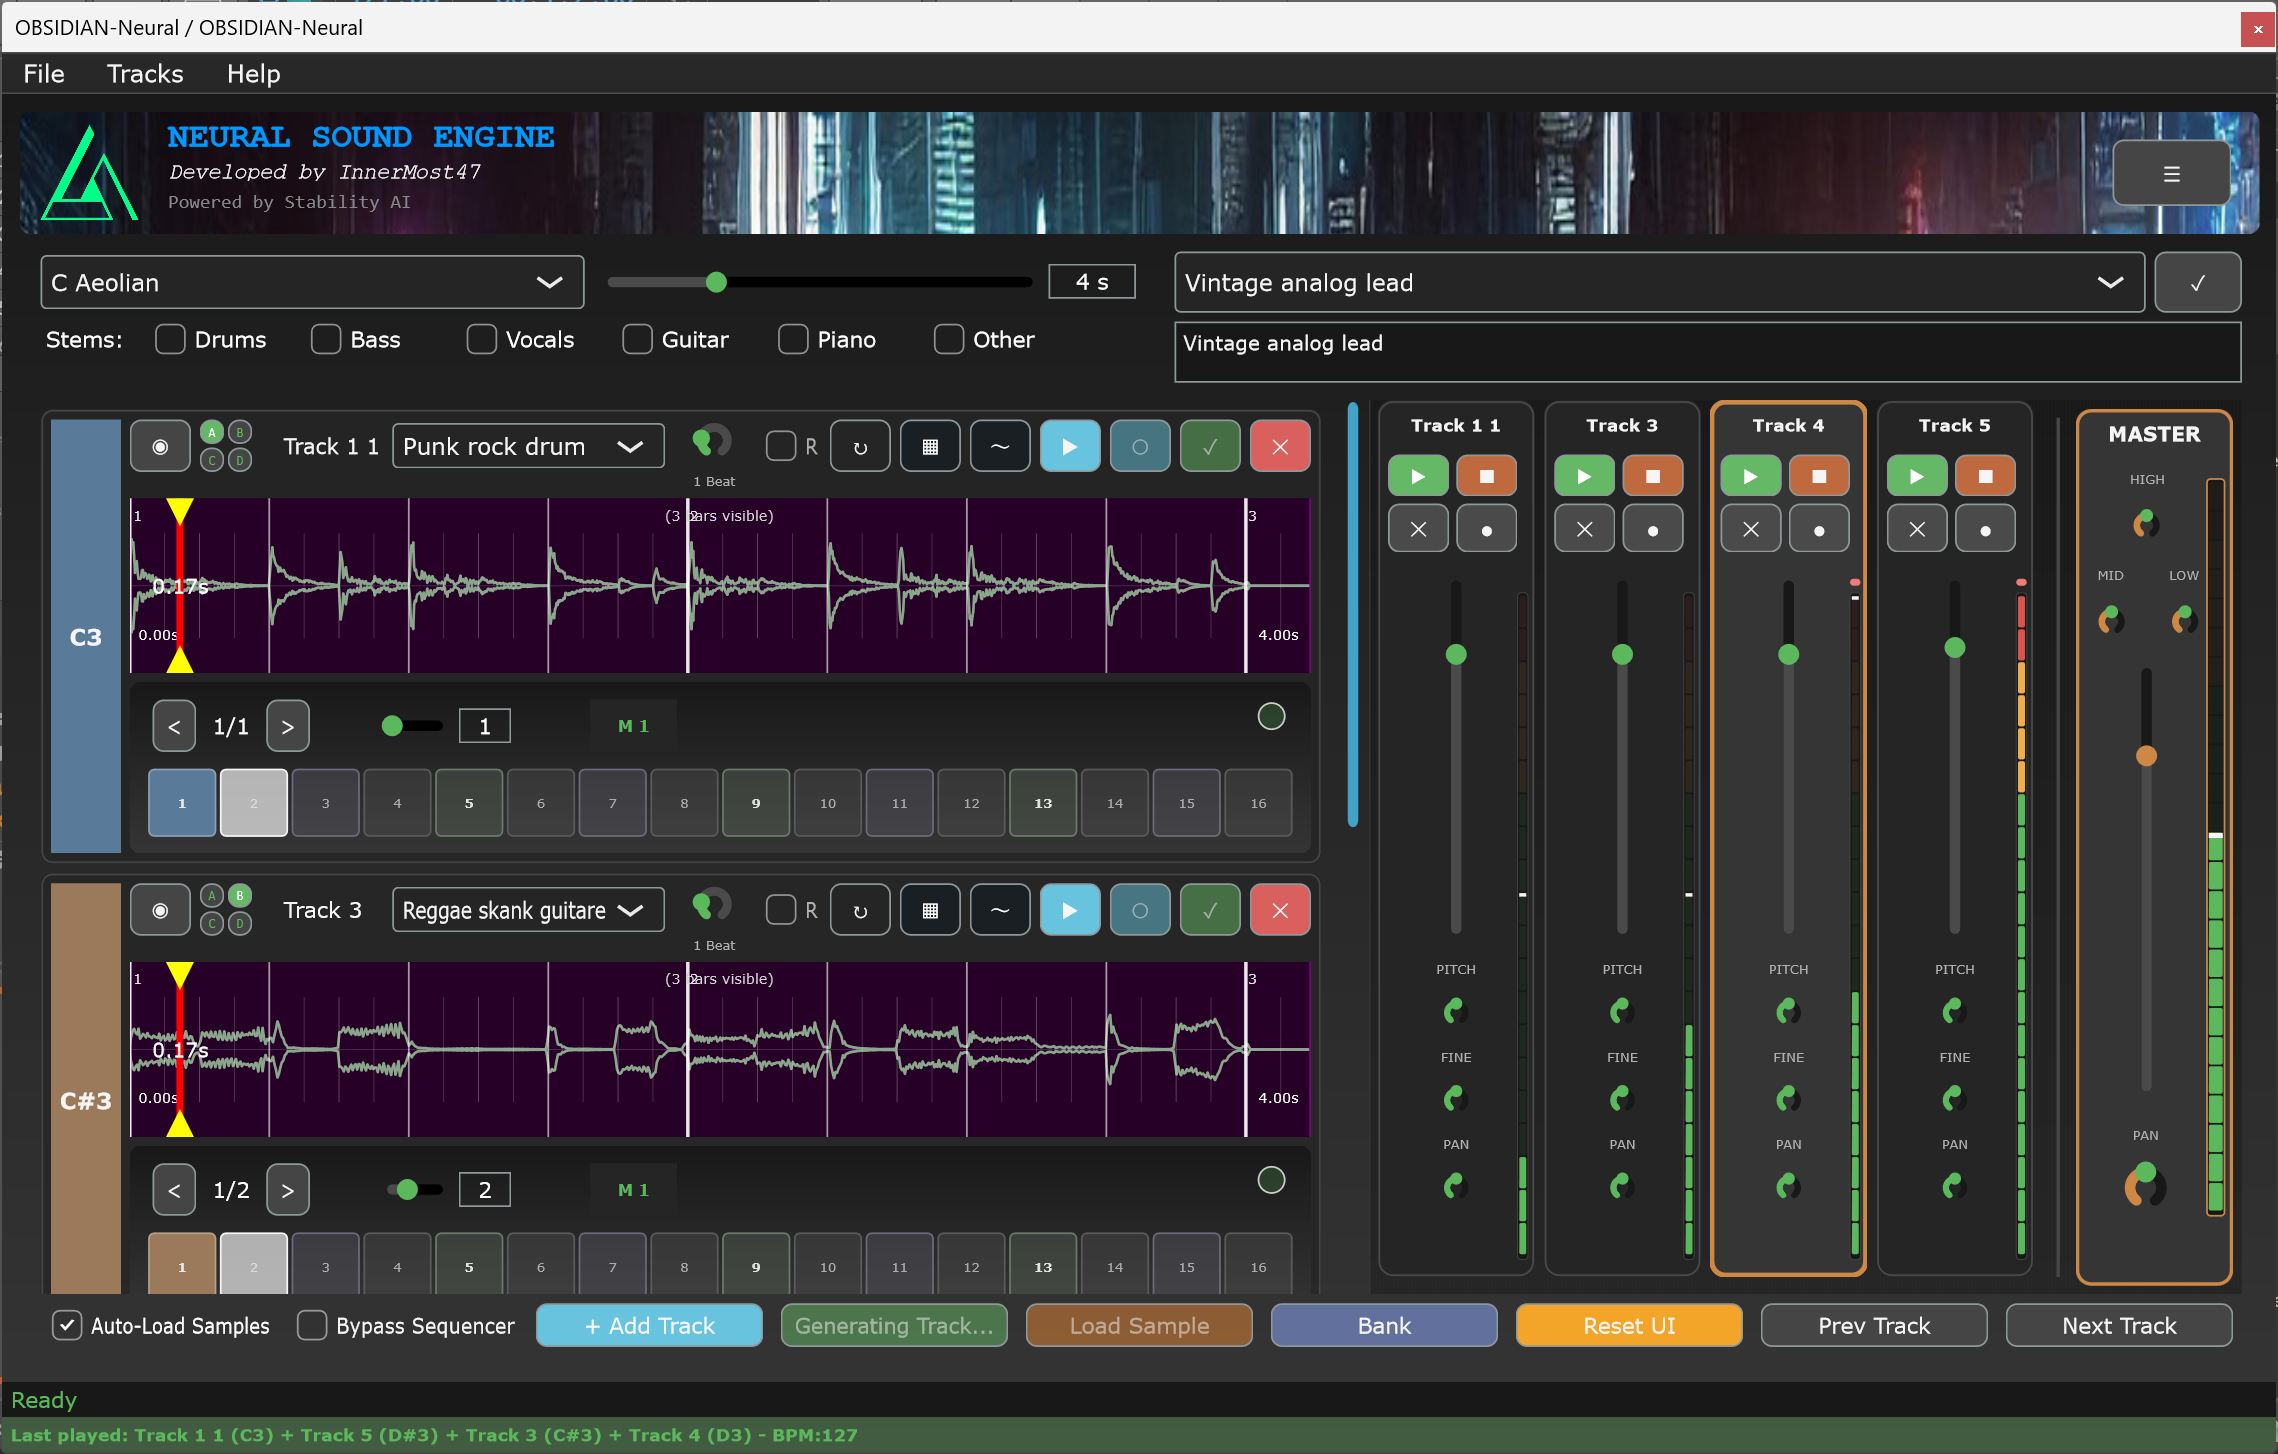 OBSIDIAN-Neural / OBSIDIAN-Neural
x
File Tracks Help
NEURAL SOUND ENGINE
Developed by InnerMost47
Powered by Stability AI
C Aeolian 4 s Vintage analog lead
Stems: Drums Bass Vocals Guitar Piano Other
Vintage analog lead
A B C D Track 1 1 Punk rock drum 1 Beat R
1 (3 bars visible) 2 3
0.17s
0.00s 4.00s
C3
< 1/1 > 1 M 1
1 2 3 4 5 6 7 8 9 10 11 12 13 14 15 16
A B C D Track 3 Reggae skank guitare 1 Beat R
1 (3 bars visible) 2 3
0.17s
0.00s 4.00s
C#3
< 1/2 > 2 M 1
1 2 3 4 5 6 7 8 9 10 11 12 13 14 15 16
Track 1 1 Track 3 Track 4 Track 5
PITCH PITCH PITCH PITCH
FINE FINE FINE FINE
PAN PAN PAN PAN
MASTER
HIGH
MID LOW
PAN
Auto-Load Samples Bypass Sequencer + Add Track Generating Track... Load Sample Bank Reset UI Prev Track Next Track
Ready
Last played: Track 1 1 (C3) + Track 5 (D#3) + Track 3 (C#3) + Track 4 (D3) - BPM:127